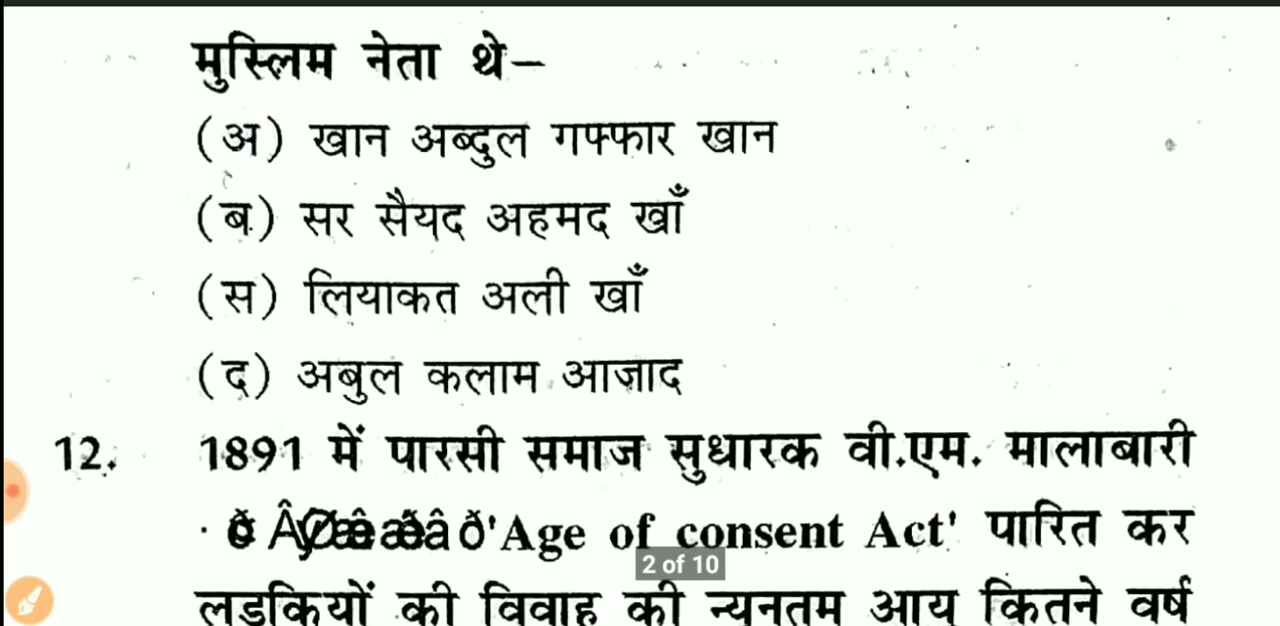 मुस्लिम नेता थे–
(अ) खान अब्दुल गफ्फार खान
(ब) सर सैयद अहमद खाँ
(स) लियाकत अली खाँ
(द) अबुल कलाम आज़ाद
12. 1891 में पारसी समाज सुधारक वी.एम. मालाबारी
'Age of consent Act' पारित कर
2 of 10
लडकियों की विवाह की न्यूनतम आयु कितने वर्ष